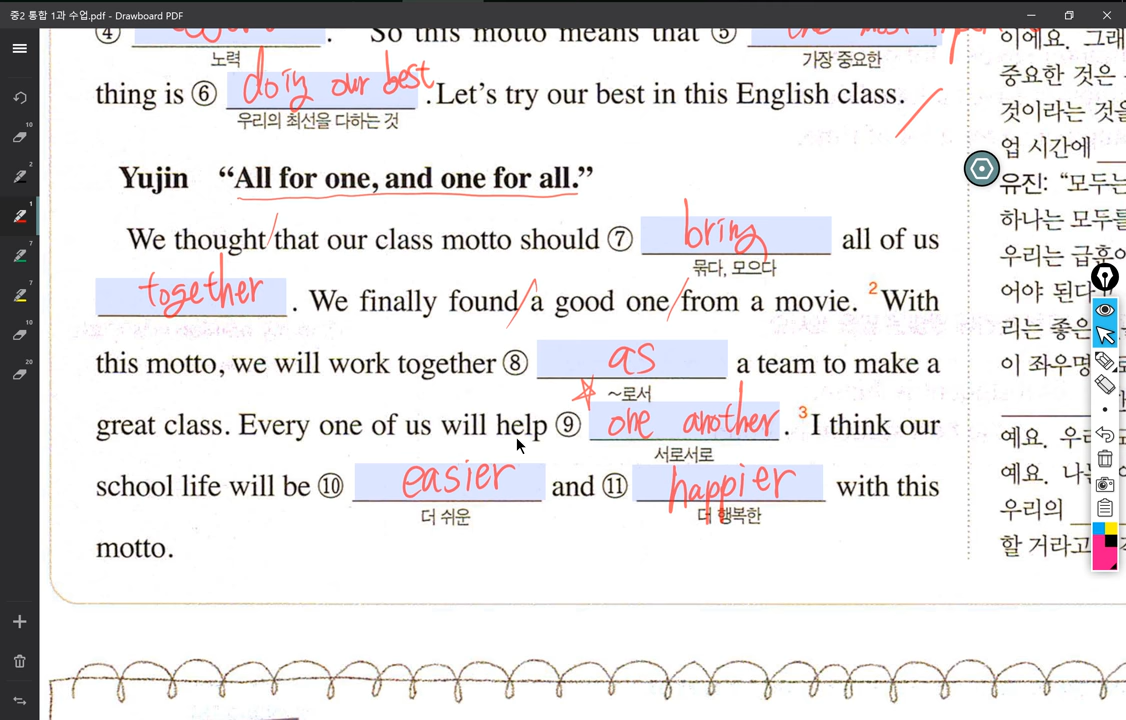 중2 통합 1과 수업.pdf - Drawboard PDF
④ . So this motto means that ⑤
노력 가장 중요한
thing is ⑥ doing our best . Let's try our best in this English class.
우리의 최선을 다하는 것
Yujin "All for one, and one for all."
We thought that our class motto should ⑦ bring all of us
묶다, 모으다
together . We finally found a good one from a movie. 2 With
this motto, we will work together ⑧ as a team to make a
~로서
great class. Every one of us will help ⑨ one another . 3 I think our
서로서로
school life will be ⑩ easier and ⑪ happier with this
더 쉬운 더 행복한
motto.
이에요. 그래
중요한 것은
것이라는 것을
업 시간에
유진: "모두는
하나는 모두를
우리는 급훈이
어야 된다고
리는 좋은
이 좌우명
예요. 우리
예요. 나는
우리의
할 거라고
10
2
1
7
7
10
20